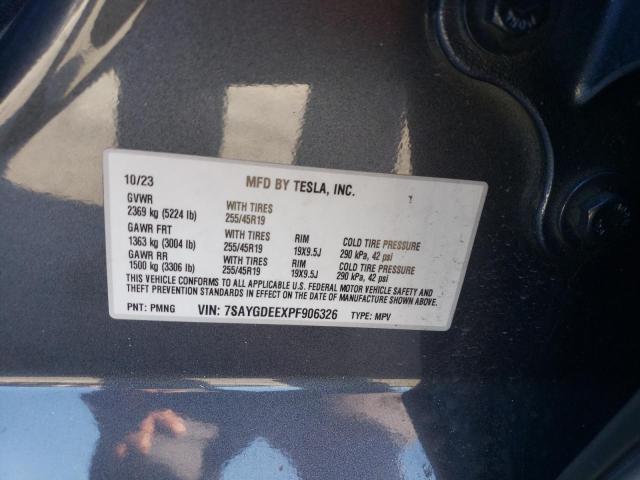 10/23 MFD BY TESLA, INC.
GVWR WITH TIRES
2369 kg (5224 lb) 255/45R19
GAWR FRT WITH TIRES RIM COLD TIRE PRESSURE
1363 kg (3004 lb) 255/45R19 19X9.5J 290 kPa, 42 psi
GAWR RR WITH TIRES RIM COLD TIRE PRESSURE
1500 kg (3306 lb) 255/45R19 19X9.5J 290 kPa, 42 psi
THIS VEHICLE CONFORMS TO ALL APPLICABLE U.S. FEDERAL MOTOR VEHICLE SAFETY AND
THEFT PREVENTION STANDARDS IN EFFECT ON THE DATE OF MANUFACTURE SHOWN ABOVE.
PNT: PMNG VIN: 7SAYGDEEXPF906326 TYPE: MPV